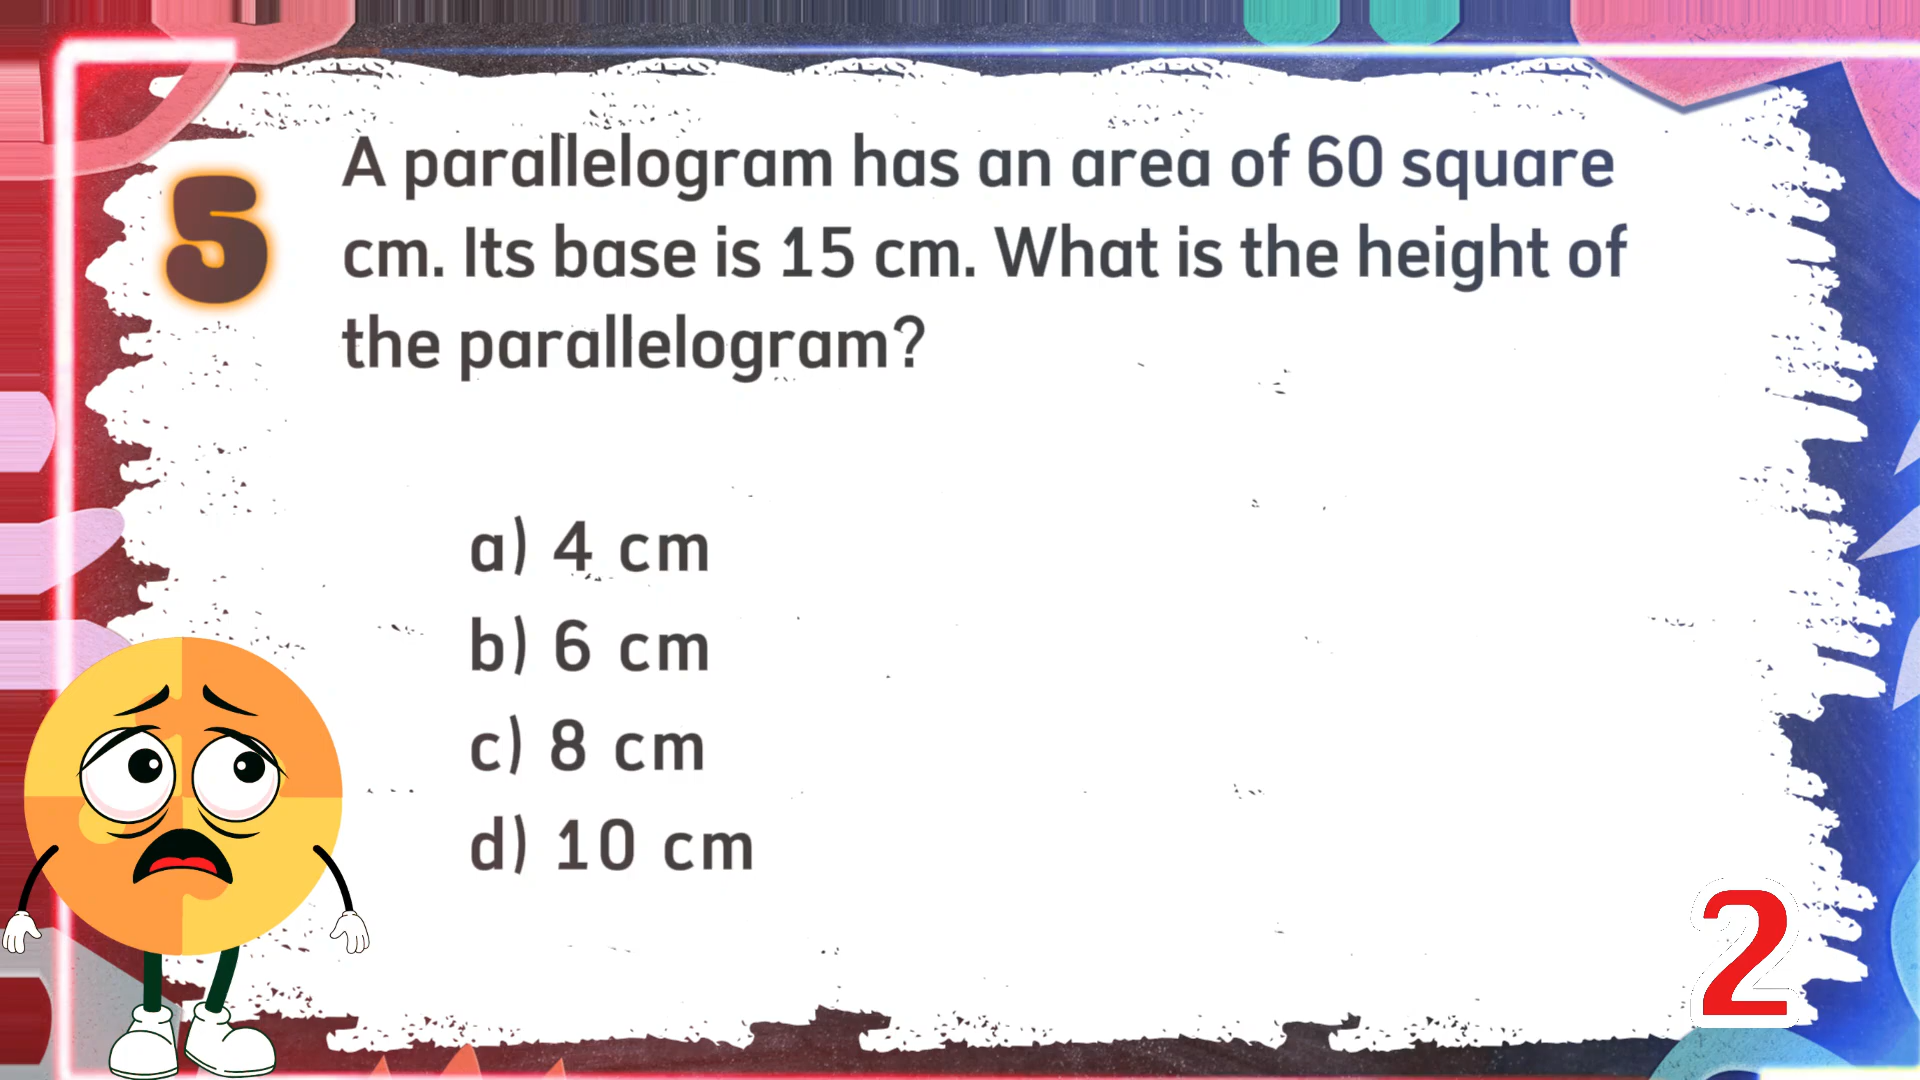 5
A parallelogram has an area of 60 square
cm. Its base is 15 cm. What is the height of
the parallelogram?
a) 4 cm
b) 6 cm
c) 8 cm
d) 10 cm
2